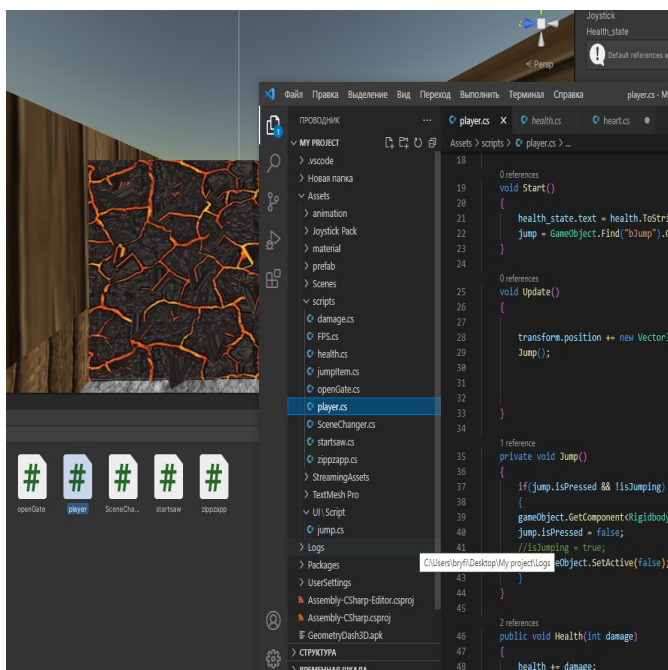 Joystick
Health_state
Default references w
< Persp
Файл Правка Выделение Вид Переход Выполнить Терминал Справка player.cs - M
ПРОВОДНИК ...
MY PROJECT
> .vscode
> Новая папка
Assets
> animation
> Joystick Pack
> material
> prefab
> Scenes
scripts
damage.cs
FPS.cs
health.cs
jumpItem.cs
openGate.cs
player.cs
SceneChanger.cs
startsaw.cs
zippzapp.cs
> StreamingAssets
> TextMesh Pro
UI \ Script
jump.cs
> Logs
> Packages
> UserSettings
Assembly-CSharp-Editor.csproj
Assembly-CSharp.csproj
GeometryDash3D.apk
> СТРУКТУРА
> ВРЕМЕННАЯ ШКАЛА
1
player.cs X health.cs heart.cs
Assets > scripts > player.cs > ...
18
0 references
19 void Start()
20 {
21 health_state.text = health.ToStri
22 jump = GameObject.Find("bJump").G
23 }
24
0 references
25 void Update()
26 {
27
28 transform.position += new Vector3
29 Jump();
30
31
32
33 }
34
1 reference
35 private void Jump()
36 {
37 if(jump.isPressed && !isJumping)
38 {
39 gameObject.GetComponent<Rigidbody
40 jump.isPressed = false;
41 //isJumping = true;
eObject.SetActive(false);
43 }
44 }
45
2 references
46 public void Health(int damage)
47 {
48 health += damage;
C:\Users\bryfi\Desktop\My project\Logs
# # # # #
openGate player SceneCha... startsaw zippzapp